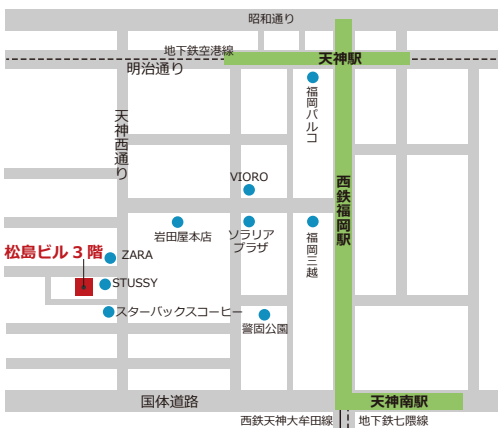 昭和通り
地下鉄空港線
天神駅
明治通り
福岡パルコ
天神西通り
VIORO
西鉄福岡駅
岩田屋本店
ソラリア
プラザ
福岡三越
松島ビル3階
ZARA
STUSSY
スターバックスコーヒー
警固公園
国体道路
天神南駅
西鉄天神大牟田線
地下鉄七隈線